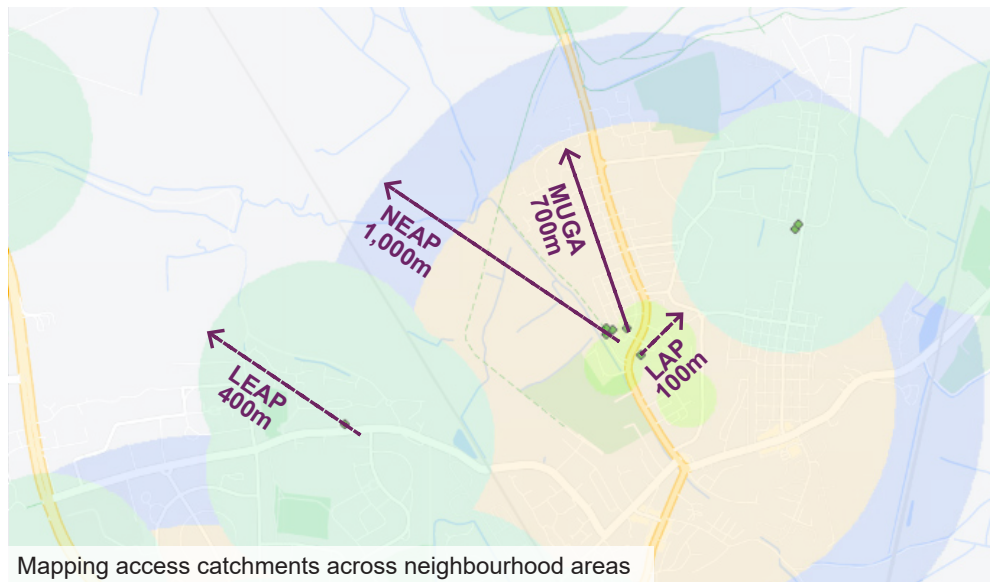 MUGA
700m
NEAP
1,000m
LAP
100m
LEAP
400m
Mapping access catchments across neighbourhood areas